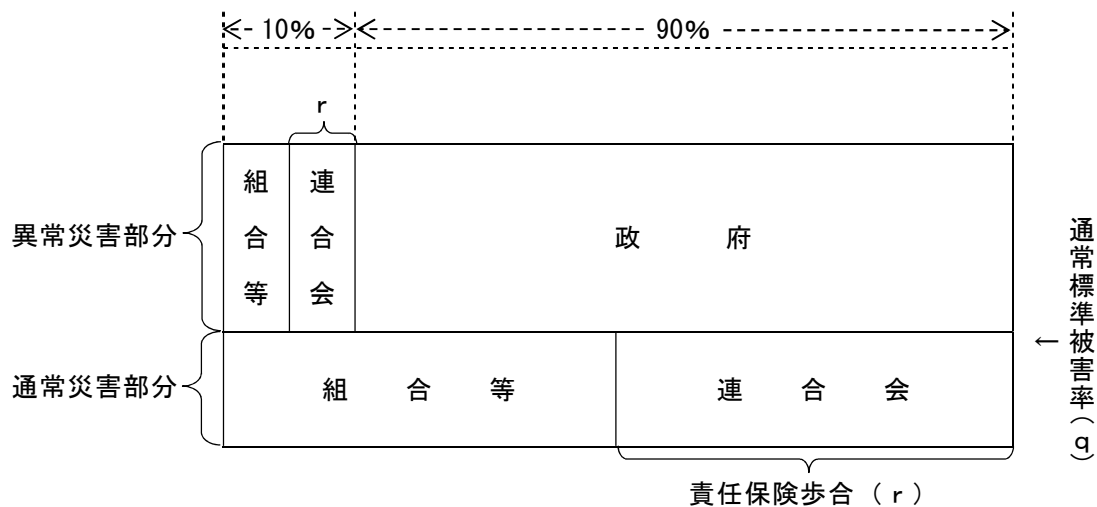 10%
90%
r
組合等
連合会
異常災害部分
政府
通常標準被害率(q)
←
通常災害部分
組合等
連合会
責任保険歩合(r)